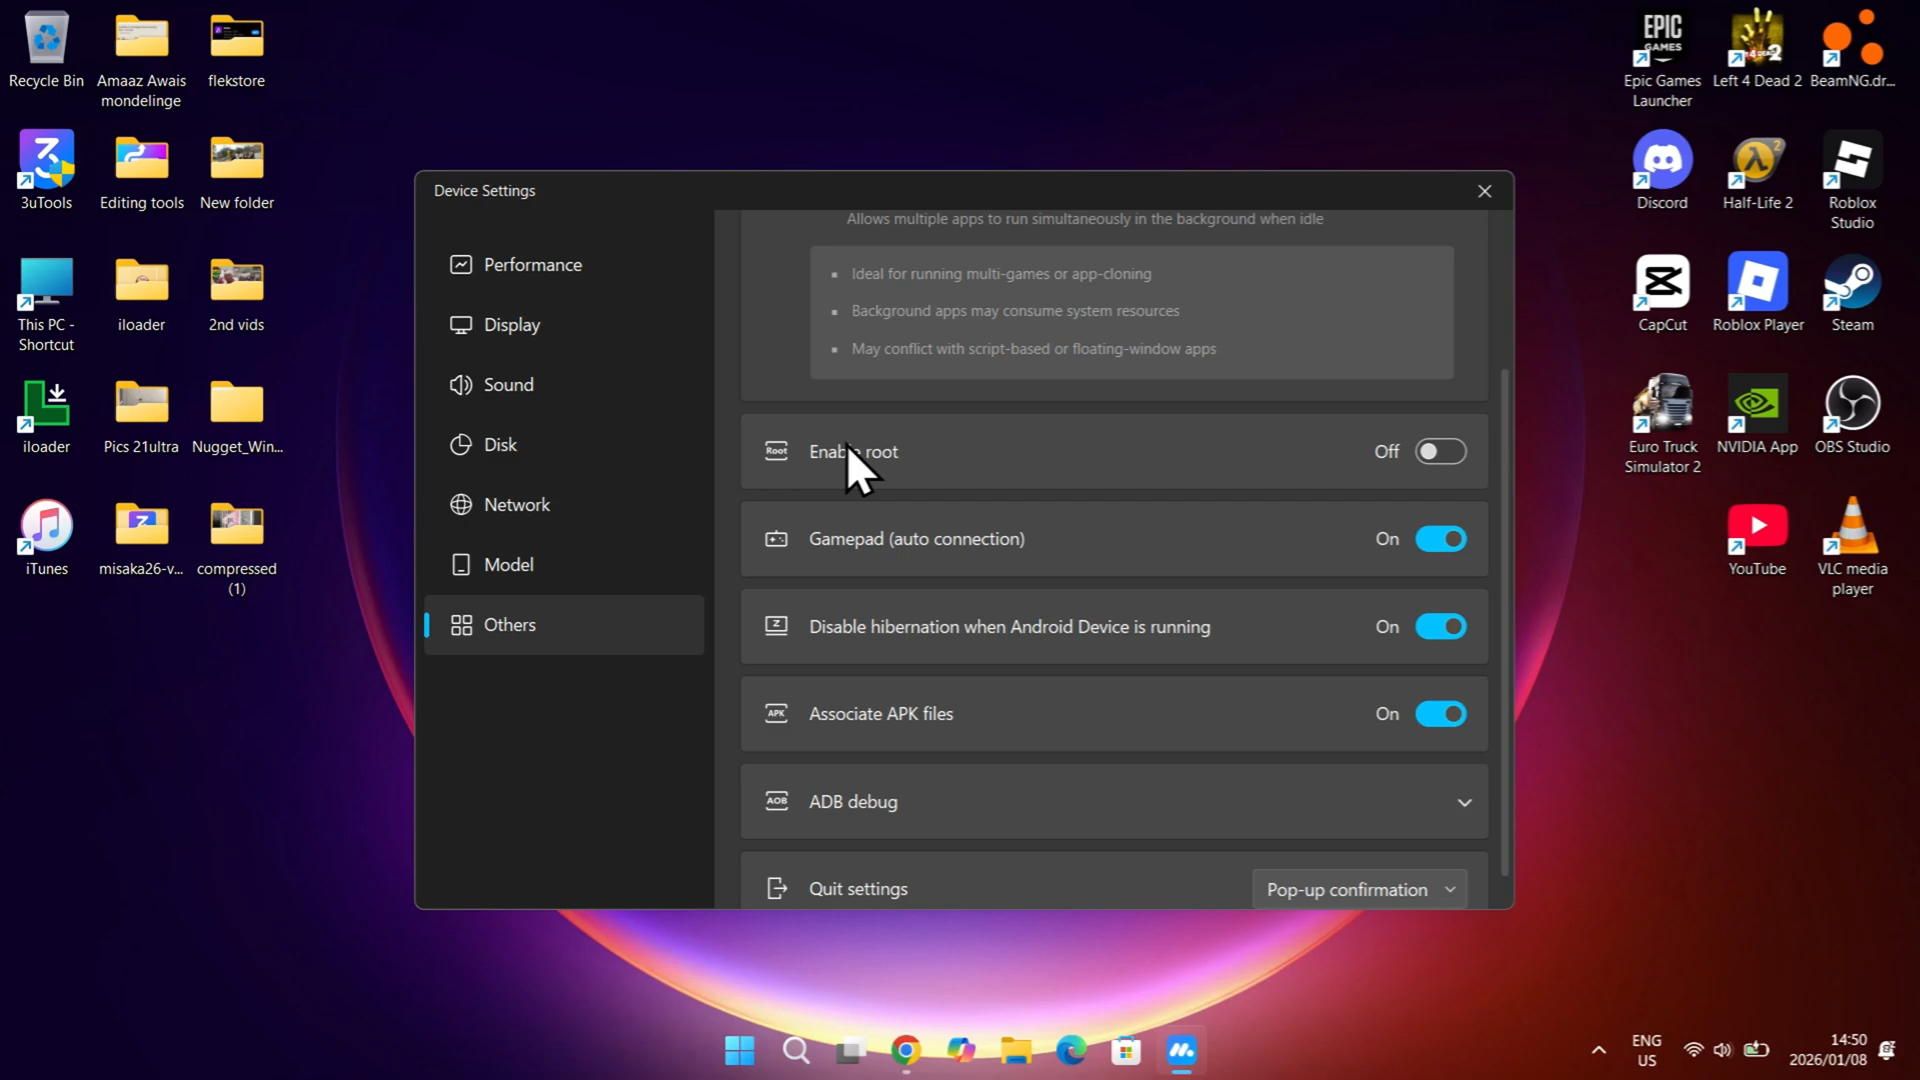 Recycle Bin
Amaaz Awais
mondelinge
flekstore
3uTools
Editing tools
New folder
This PC -
Shortcut
iloader
2nd vids
iloader
Pics 21ultra
Nugget_Win...
iTunes
misaka26-v...
compressed
(1)
Device Settings
Performance
Display
Sound
Disk
Network
Model
Others
Allows multiple apps to run simultaneously in the background when idle
Ideal for running multi-games or app-cloning
Background apps may consume system resources
May conflict with script-based or floating-window apps
Root
Enable root
Off
Gamepad (auto connection)
On
Disable hibernation when Android Device is running
On
APK
Associate APK files
On
ADB debug
Quit settings
Pop-up confirmation
EPIC
GAMES
Epic Games
Launcher
Left 4 Dead 2
BeamNG.dr...
Discord
Half-Life 2
Roblox
Studio
CapCut
Roblox Player
Steam
Euro Truck
Simulator 2
NVIDIA App
OBS Studio
YouTube
VLC media
player
ENG
US
14:50
2026/01/08